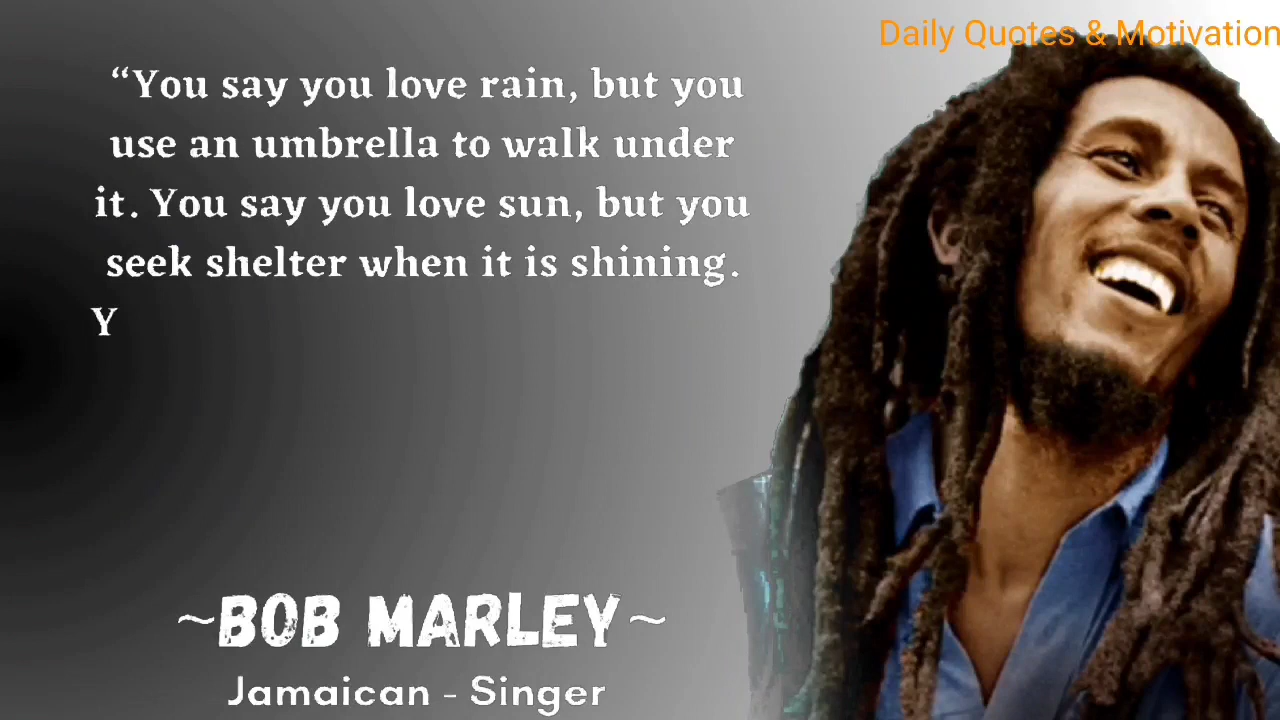 Daily Quotes & Motivation
“You say you love rain, but you
use an umbrella to walk under
it. You say you love sun, but you
seek shelter when it is shining.
Y
~BOB MARLEY~
Jamaican - Singer